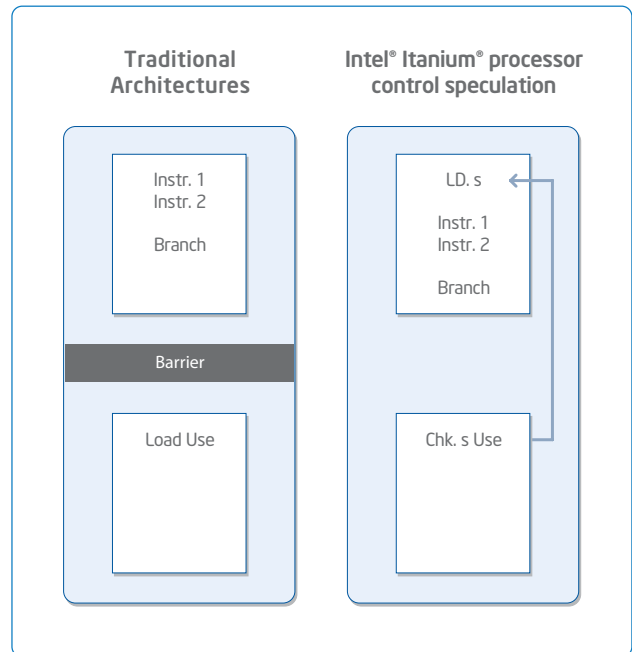 Traditional
Architectures
Instr. 1
Instr. 2
Branch
Barrier
Load Use
Intel® Itanium® processor
control speculation
LD. s
Instr. 1
Instr. 2
Branch
Chk. s Use